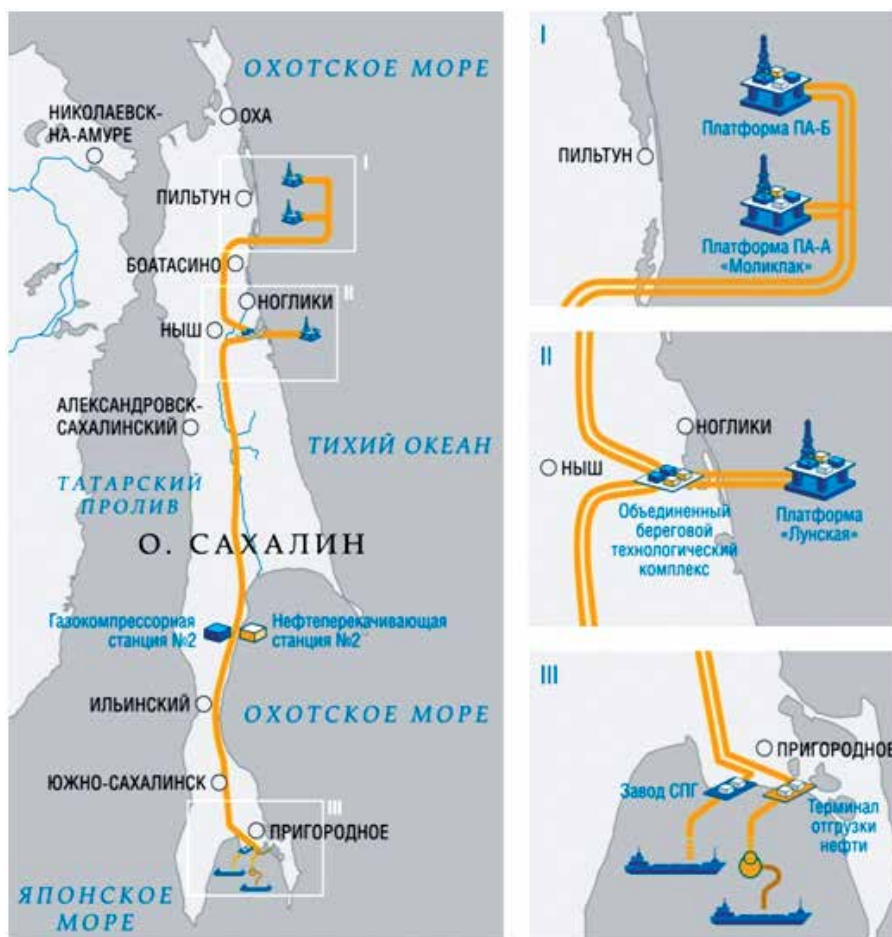 ОХОТСКОЕ МОРЕ
НИКОЛАЕВСК-
НА-АМУРЕ
ОХА
I
ПИЛЬТУН
БОАТАСИНО
II
НОГЛИКИ
НЫШ
АЛЕКСАНДРОВСК-
САХАЛИНСКИЙ
ТИХИЙ ОКЕАН
ТАТАРСКИЙ
ПРОЛИВ
О. САХАЛИН
Газокомпрессорная
станция №2
Нефтеперекачивающая
станция №2
ИЛЬИНСКИЙ
ОХОТСКОЕ МОРЕ
ЮЖНО-САХАЛИНСК
III
ПРИГОРОДНОЕ
ЯПОНСКОЕ
МОРЕ
I
Платформа ПА-Б
ПИЛЬТУН
Платформа ПА-А
«Моликпак»
II
НОГЛИКИ
НЫШ
Объединенный
береговой
технологический
комплекс
Платформа
«Лунская»
III
ПРИГОРОДНОЕ
Завод СПГ
Терминал
отгрузки
нефти